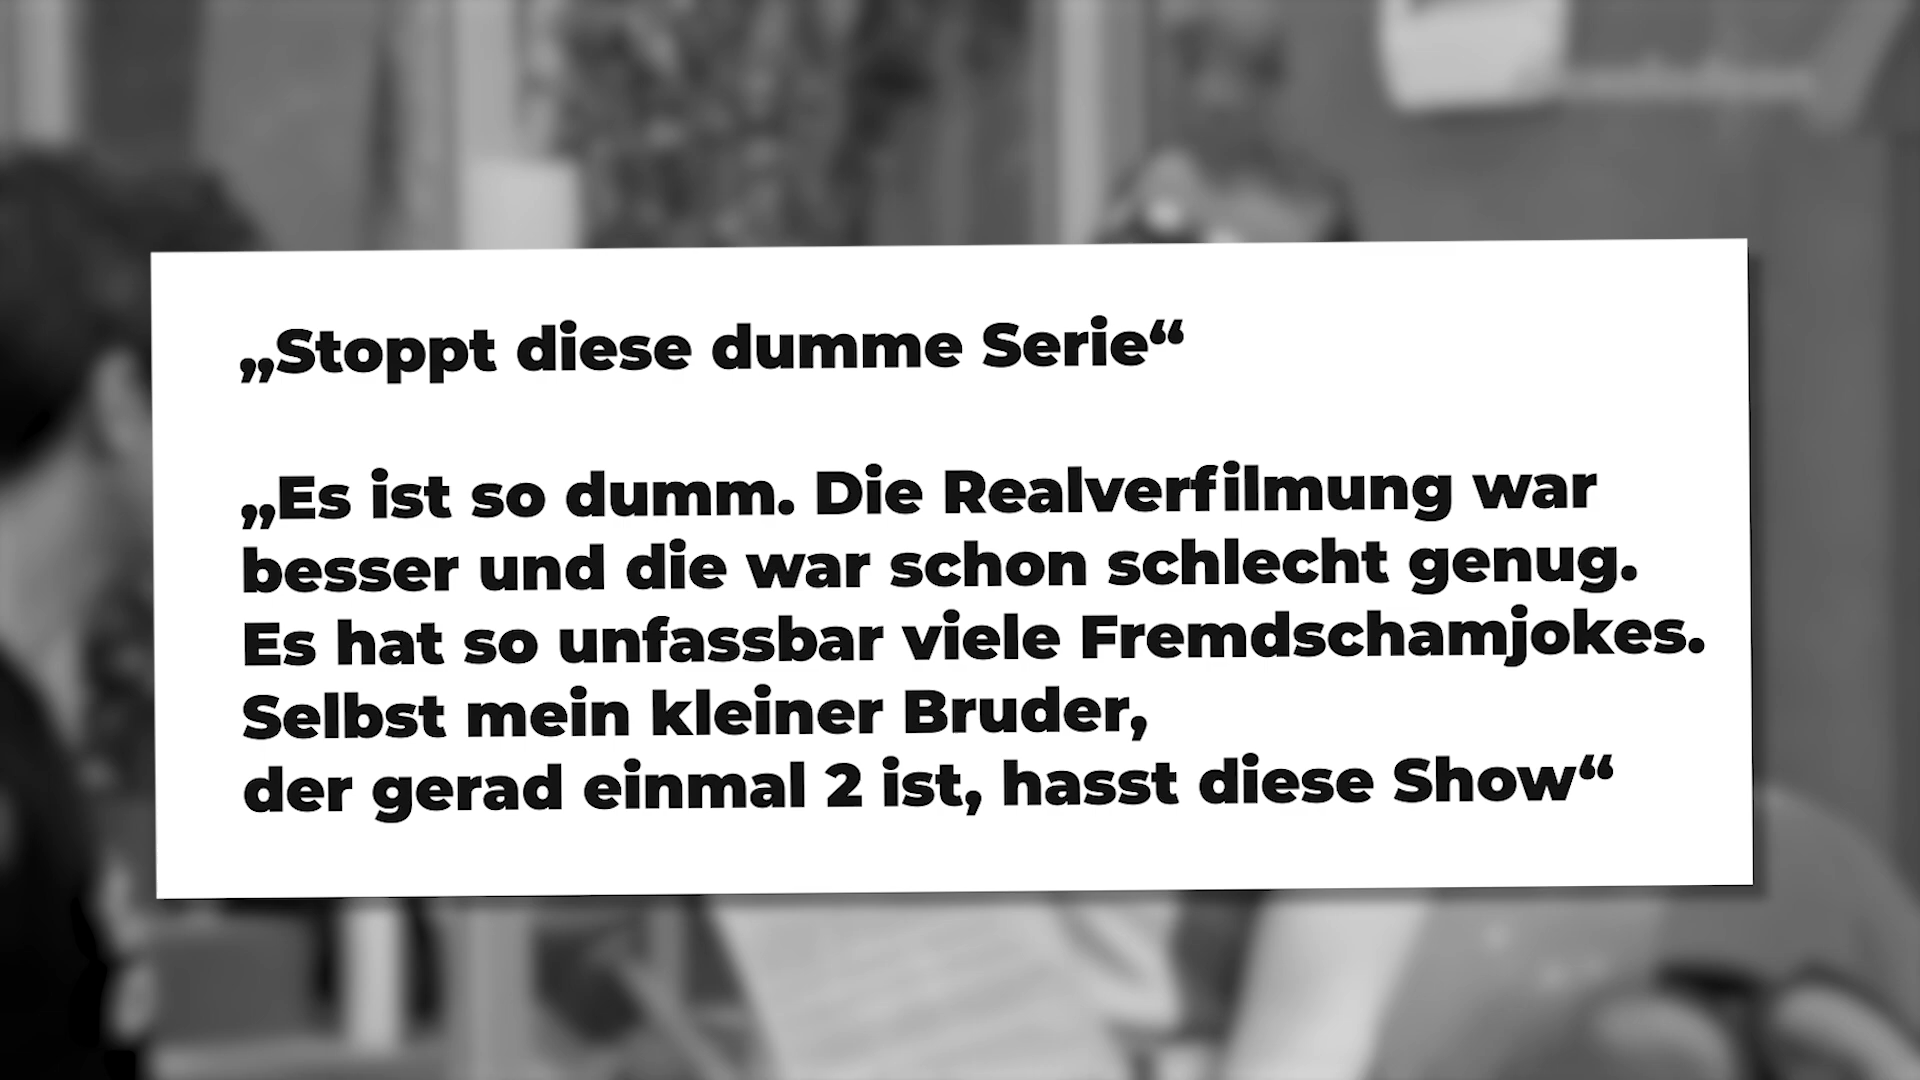 „Stoppt diese dumme Serie“
„Es ist so dumm. Die Realverfilmung war
besser und die war schon schlecht genug.
Es hat so unfassbar viele Fremdschamjokes.
Selbst mein kleiner Bruder,
der gerad einmal 2 ist, hasst diese Show“